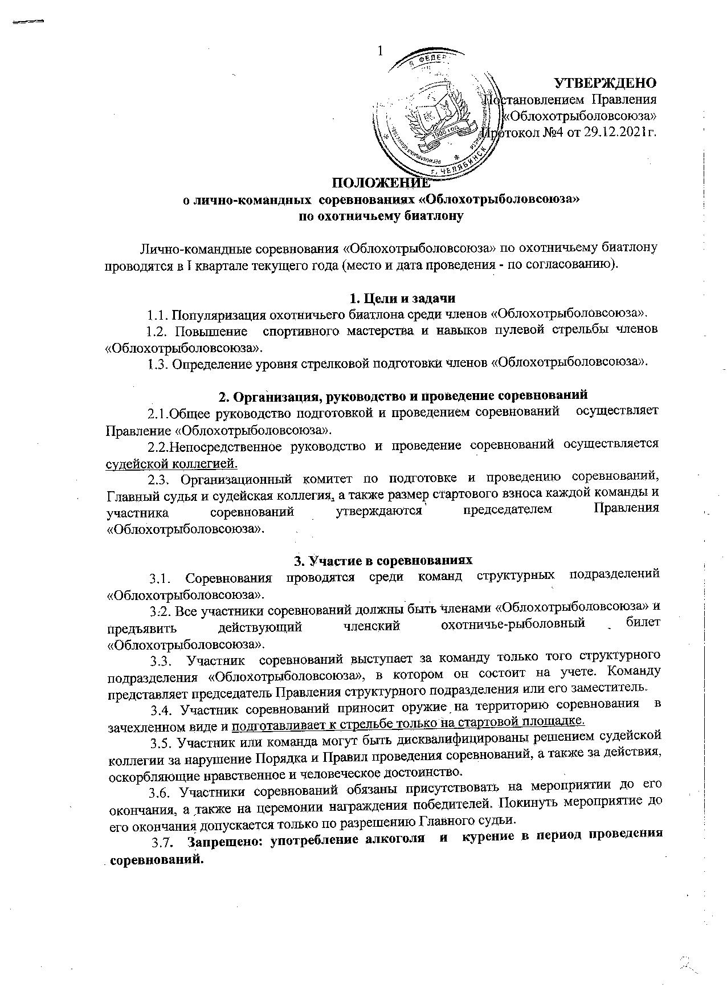 1
УТВЕРЖДЕНО
Постановлением Правления
«Облохотрыболовсоюза»
Протокол №4 от 29.12.2021г.
г. ЧЕЛЯБИНСК
ПОЛОЖЕНИЕ
о лично-командных соревнованиях «Облохотрыболовсоюза»
по охотничьему биатлону
Лично-командные соревнования «Облохотрыболовсоюза» по охотничьему биатлону
проводятся в I квартале текущего года (место и дата проведения - по согласованию).
1. Цели и задачи
1.1. Популяризация охотничьего биатлона среди членов «Облохотрыболовсоюза».
1.2. Повышение спортивного мастерства и навыков пулевой стрельбы членов
«Облохотрыболовсоюза».
1.3. Определение уровня стрелковой подготовки членов «Облохотрыболовсоюза».
2. Организация, руководство и проведение соревнований
2.1.Общее руководство подготовкой и проведением соревнований осуществляет
Правление «Облохотрыболовсоюза».
2.2.Непосредственное руководство и проведение соревнований осуществляется
судейской коллегией.
2.3. Организационный комитет по подготовке и проведению соревнований,
Главный судья и судейская коллегия, а также размер стартового взноса каждой команды и
участника соревнований утверждаются председателем Правления
«Облохотрыболовсоюза».
3. Участие в соревнованиях
3.1. Соревнования проводятся среди команд структурных подразделений
«Облохотрыболовсоюза».
3.2. Все участники соревнований должны быть членами «Облохотрыболовсоюза» и
предъявить действующий членский охотничье-рыболовный билет
«Облохотрыболовсоюза».
3.3. Участник соревнований выступает за команду только того структурного
подразделения «Облохотрыболовсоюза», в котором он состоит на учете. Команду
представляет председатель Правления структурного подразделения или его заместитель.
3.4. Участник соревнований приносит оружие на территорию соревнования в
зачехленном виде и подготавливает к стрельбе только на стартовой площадке.
3.5. Участник или команда могут быть дисквалифицированы решением судейской
коллегии за нарушение Порядка и Правил проведения соревнований, а также за действия,
оскорбляющие нравственное и человеческое достоинство.
3.6. Участники соревнований обязаны присутствовать на мероприятии до его
окончания, а также на церемонии награждения победителей. Покинуть мероприятие до
его окончания допускается только по разрешению Главного судьи.
3.7. Запрещено: употребление алкоголя и курение в период проведения
соревнований.